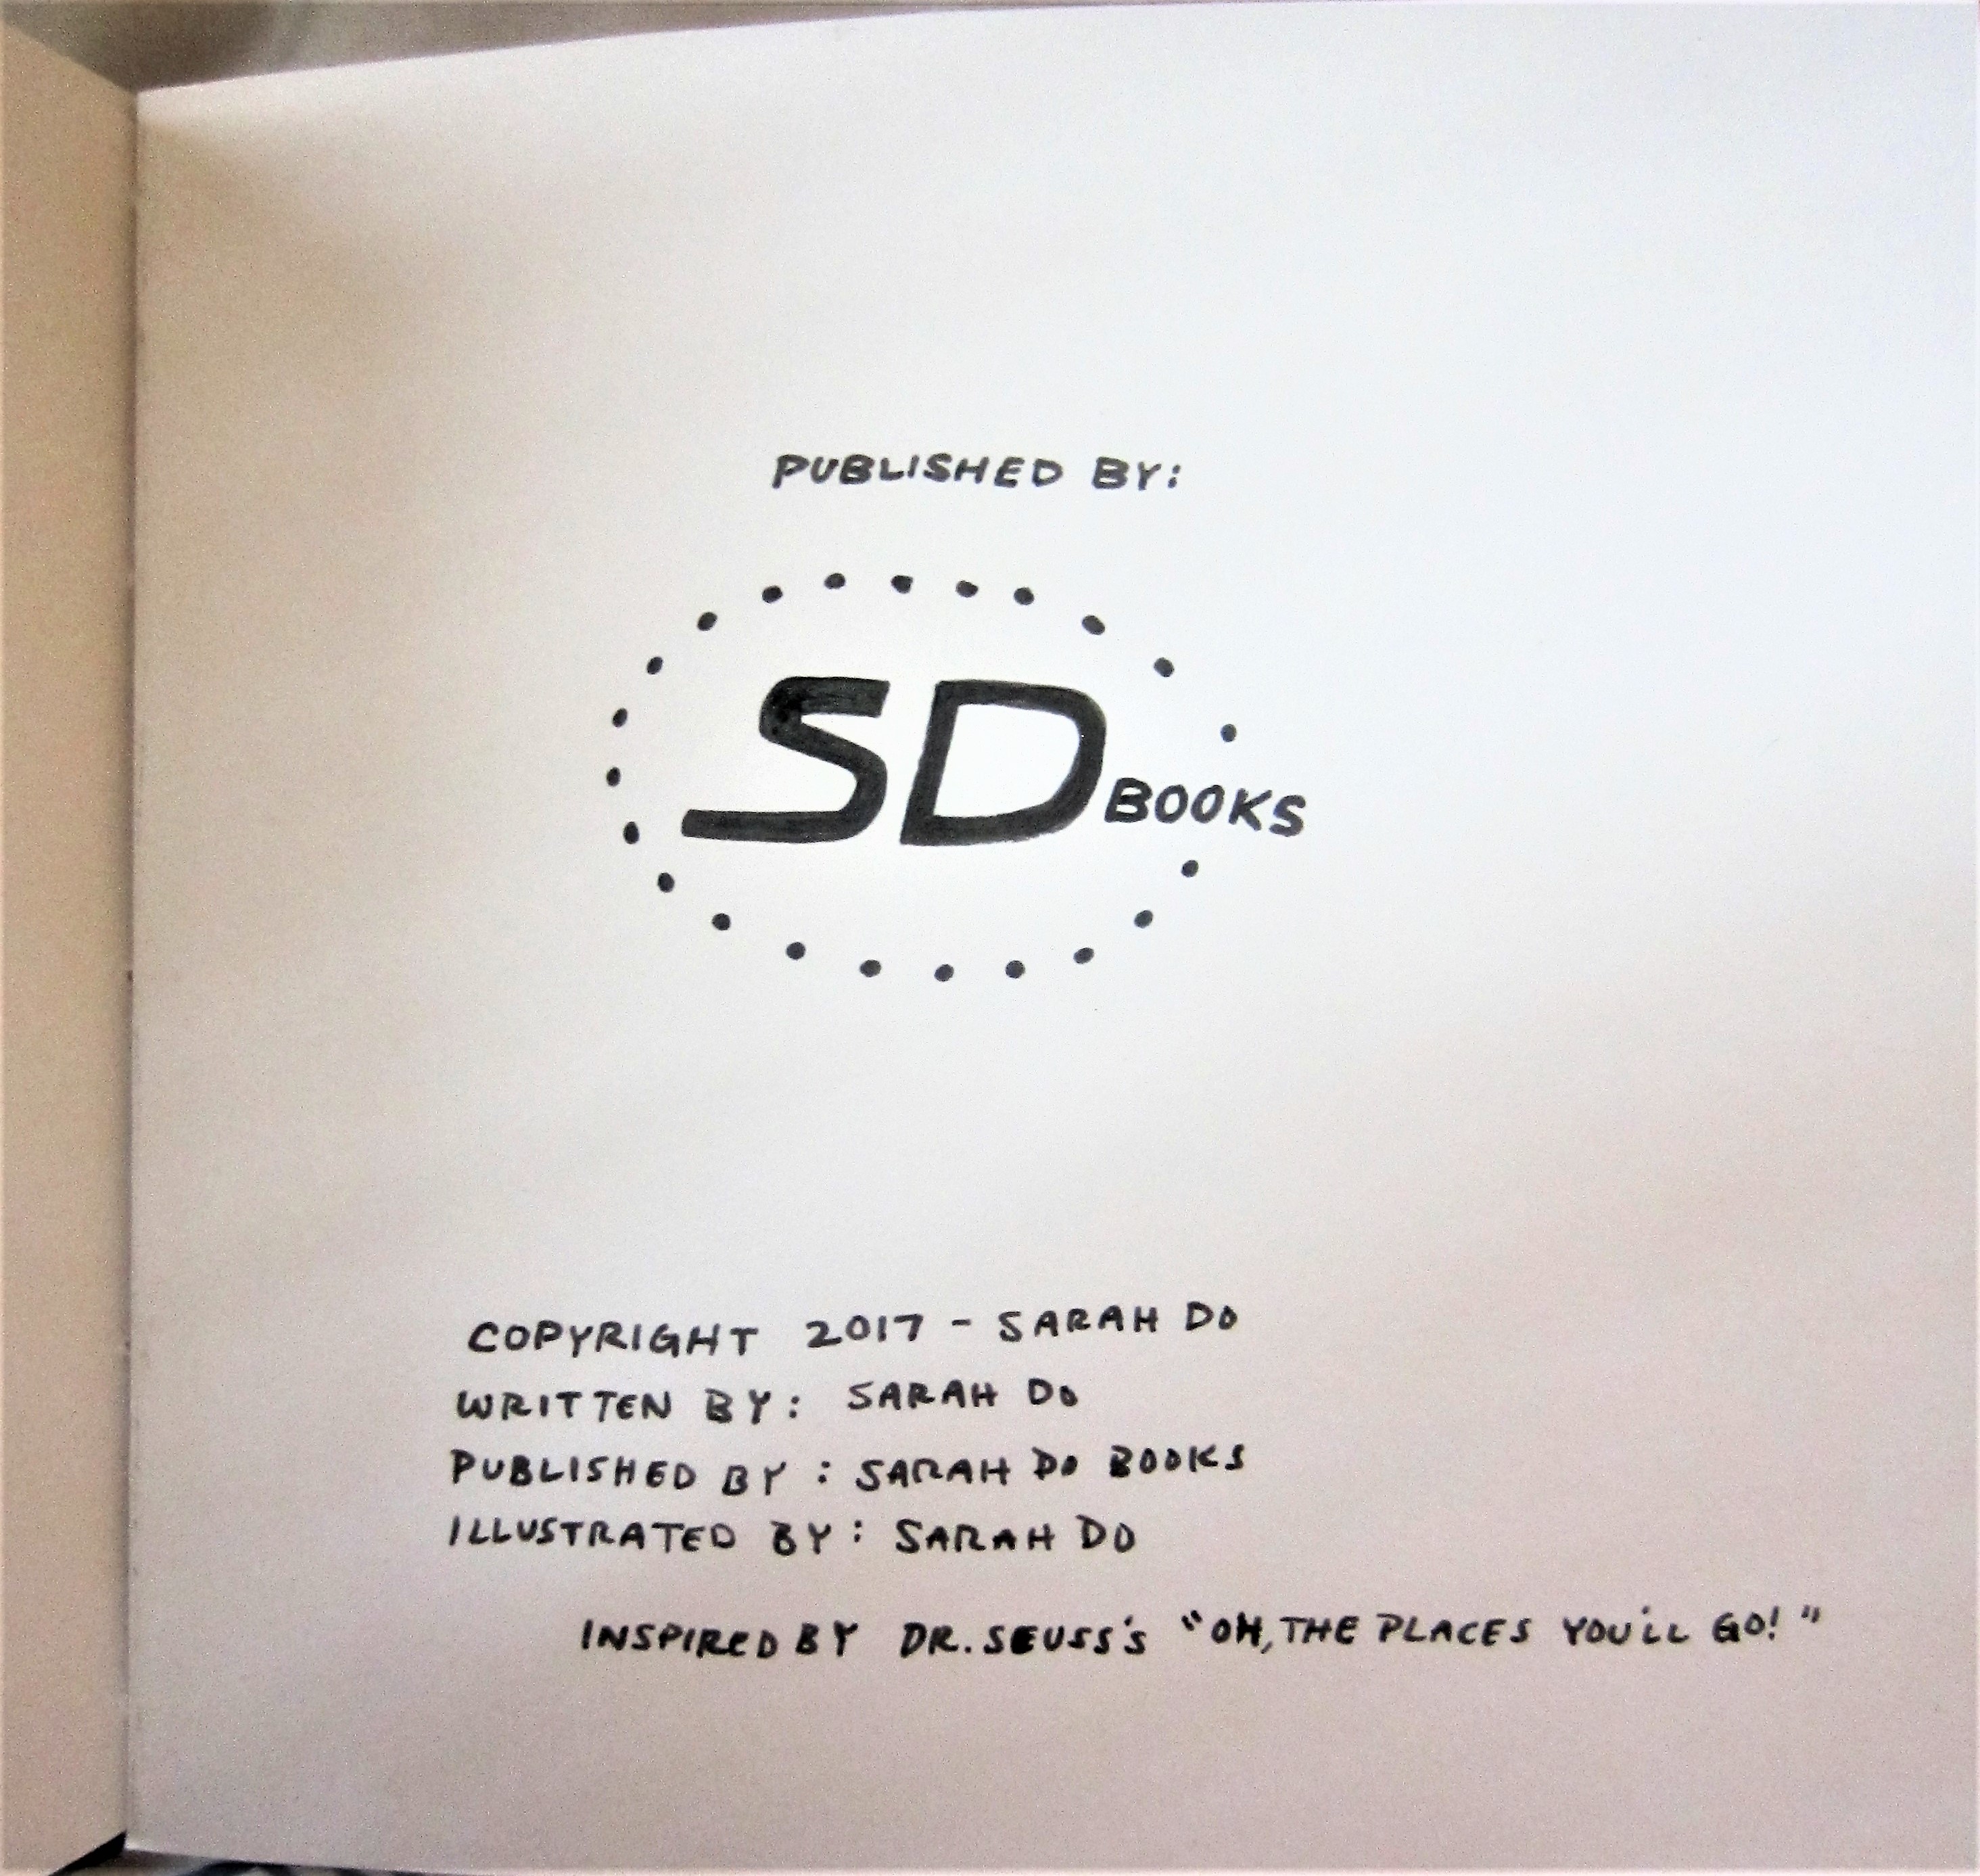 PUBLISHED BY:
SD BOOKS
COPYRIGHT 2017 - SARAH DO
WRITTEN BY: SARAH DO
PUBLISHED BY: SARAH DO BOOKS
ILLUSTRATED BY: SARAH DO
INSPIRED BY DR. SEUSS'S "OH, THE PLACES YOU'LL GO!"